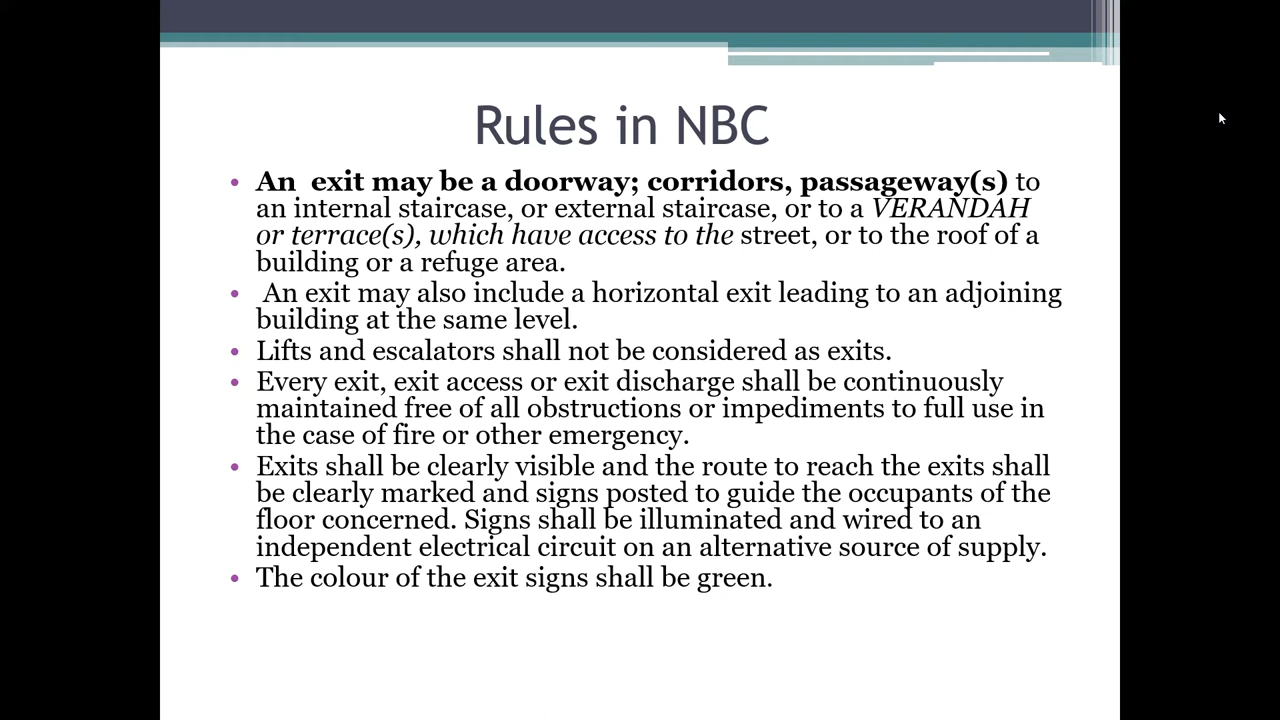 Rules in NBC
• An  exit may be a doorway; corridors, passageway(s) to
an internal staircase, or external staircase, or to a VERANDAH
or terrace(s), which have access to the street, or to the roof of a
building or a refuge area.
•  An exit may also include a horizontal exit leading to an adjoining
building at the same level.
• Lifts and escalators shall not be considered as exits.
• Every exit, exit access or exit discharge shall be continuously
maintained free of all obstructions or impediments to full use in
the case of fire or other emergency.
• Exits shall be clearly visible and the route to reach the exits shall
be clearly marked and signs posted to guide the occupants of the
floor concerned. Signs shall be illuminated and wired to an
independent electrical circuit on an alternative source of supply.
• The colour of the exit signs shall be green.